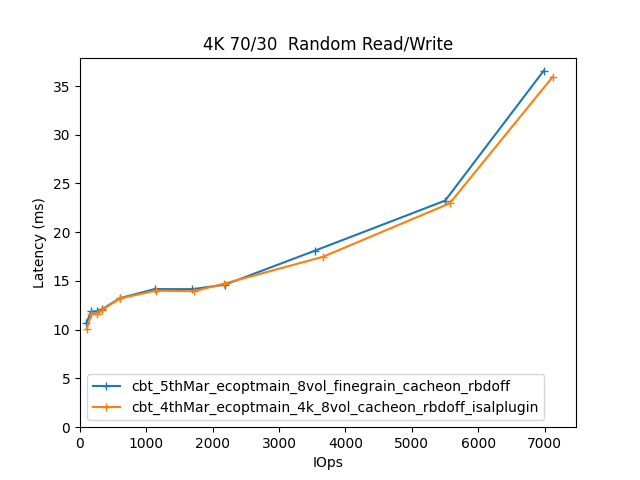 4K 70/30  Random Read/Write
Latency (ms)
35
30
25
20
15
10
5
0
cbt_5thMar_ecoptmain_8vol_finegrain_cacheon_rbdoff
cbt_4thMar_ecoptmain_4k_8vol_cacheon_rbdoff_isalplugin
0 1000 2000 3000 4000 5000 6000 7000
IOps